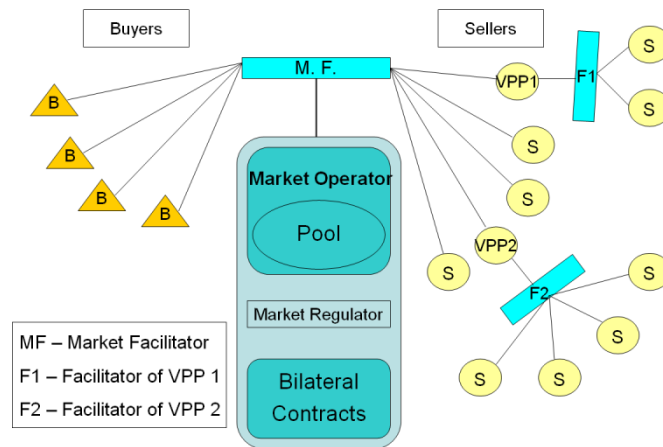 Buyers
Sellers
M. F.
VPP1
F1
S
S
B
B
B
B
S
S
S
Market Operator
Pool
VPP2
F2
S
S
S
S
Market Regulator
Bilateral
Contracts
MF – Market Facilitator
F1 – Facilitator of VPP 1
F2 – Facilitator of VPP 2